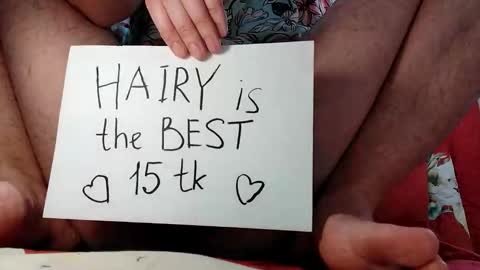 HAIRY is
the BEST
15 tk